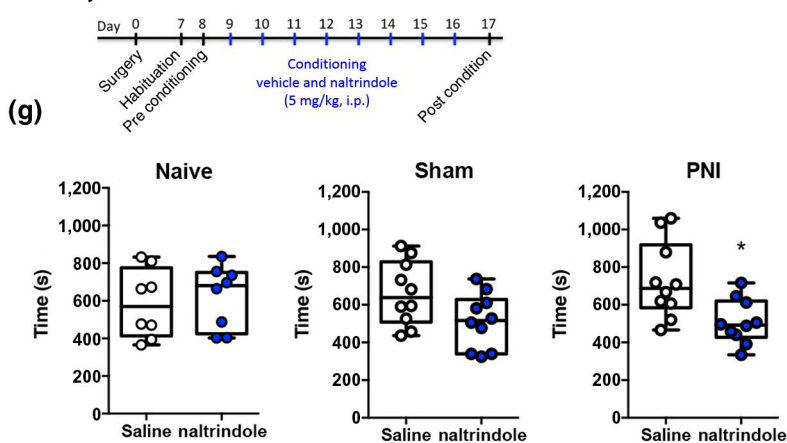 Day 0 7 8 9 10 11 12 13 14 15 16 17
Surgery
Habituation
Pre conditioning
Conditioning
vehicle and naltrindole
(5 mg/kg, i.p.)
Post condition
(g)
Naive
1,200
1,000
800
600
400
200
0
Time (s)
Saline naltrindole
Sham
1,200
1,000
800
600
400
200
0
Time (s)
Saline naltrindole
PNI
1,200
1,000
800
600
400
200
0
Time (s)
*
Saline naltrindole